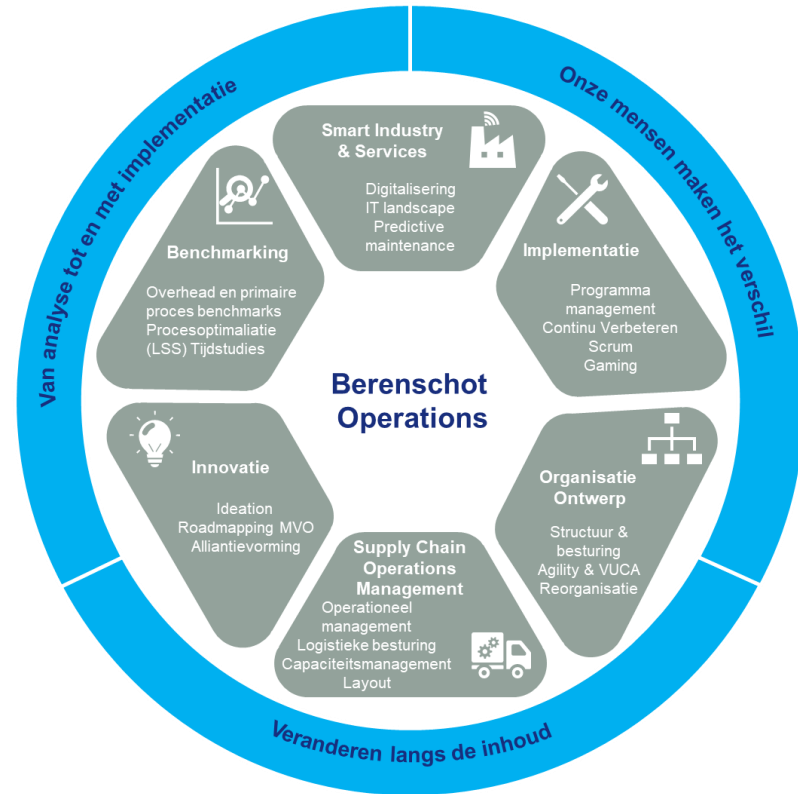 Van analyse tot en met implementatie
Onze mensen maken het verschil
Smart Industry
& Services
Digitalisering
IT landscape
Predictive
maintenance
Benchmarking
Overhead en primaire
proces benchmarks
Procesoptimaliatie
(LSS) Tijdstudies
Implementatie
Programma
management
Continu Verbeteren
Scrum
Gaming
Berenschot
Operations
Innovatie
Ideation
Roadmapping MVO
Alliantievorming
Organisatie
Ontwerp
Structuur &
besturing
Agility & VUCA
Reorganisatie
Supply Chain
Operations
Management
Operationeel
management
Logistieke besturing
Capaciteitsmanagement
Layout
Veranderen langs de inhoud